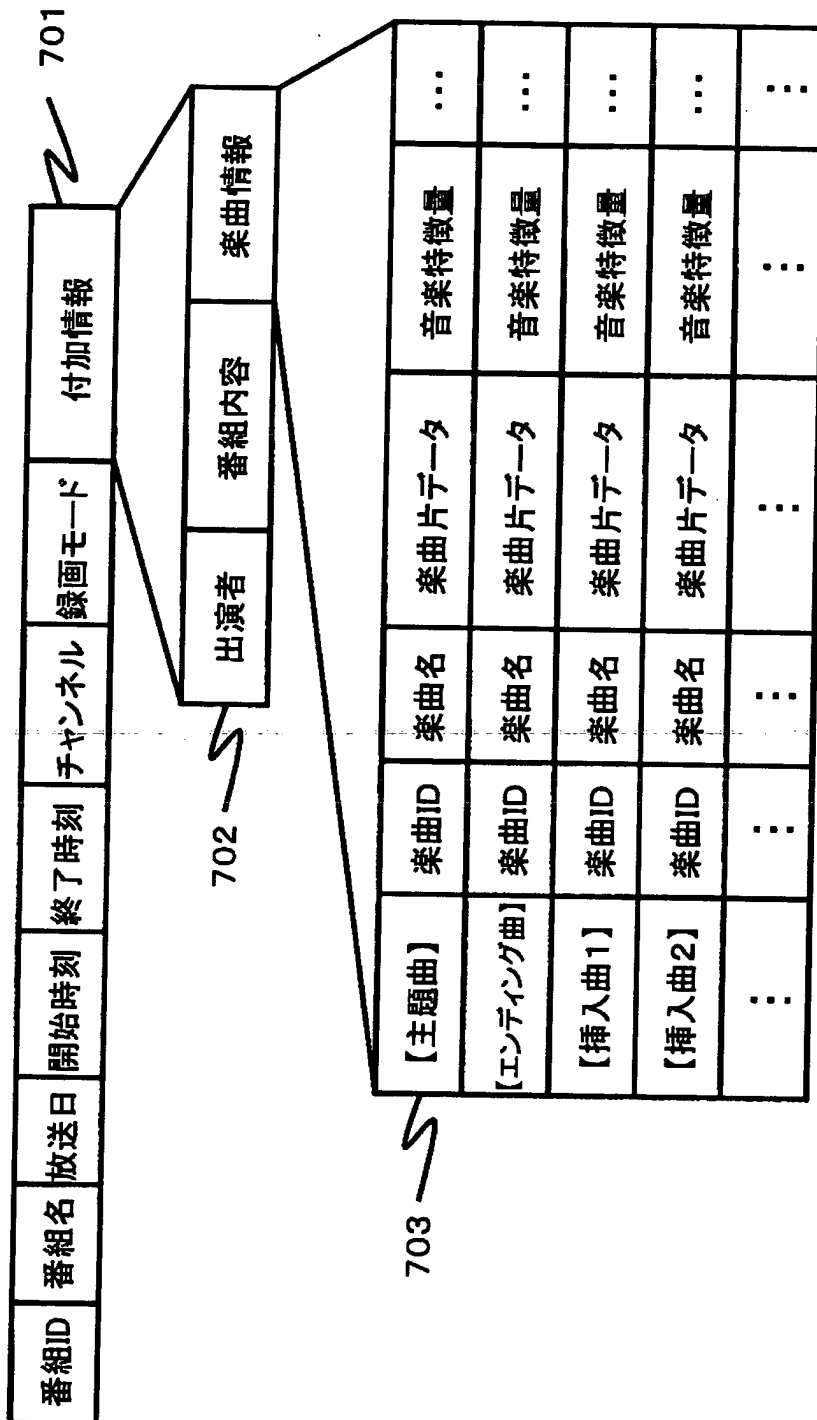 701
番組ID 番組名 放送日 開始時刻 終了時刻 チャンネル 録画モード 付加情報
702
出演者 番組内容 楽曲情報
703
【主題曲】 楽曲ID 楽曲名 楽曲片データ 音楽特徴量 …
【エンディング曲】 楽曲ID 楽曲名 楽曲片データ 音楽特徴量 …
【挿入曲1】 楽曲ID 楽曲名 楽曲片データ 音楽特徴量 …
【挿入曲2】 楽曲ID 楽曲名 楽曲片データ 音楽特徴量 …
⋮ ⋮ ⋮ ⋮ ⋮ ⋮